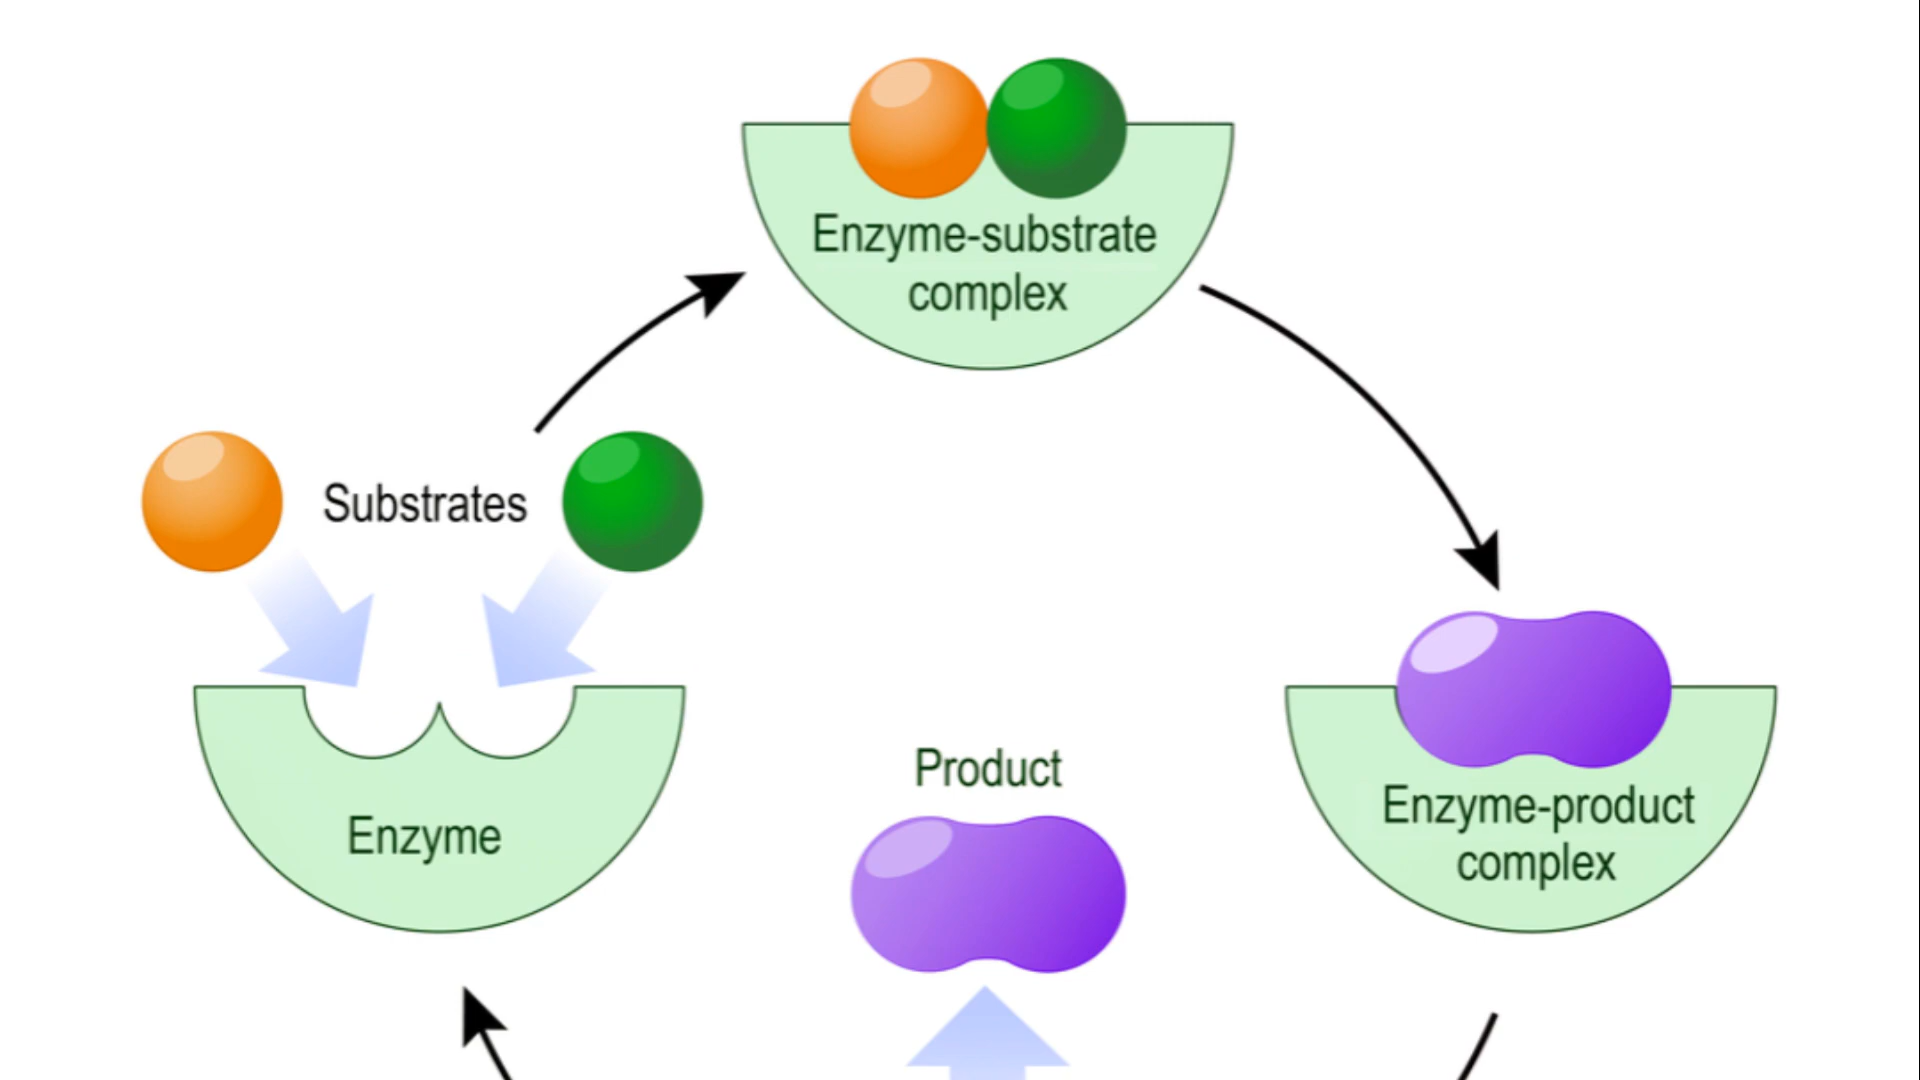 Enzyme-substrate
complex
Substrates
Enzyme
Product
Enzyme-product
complex